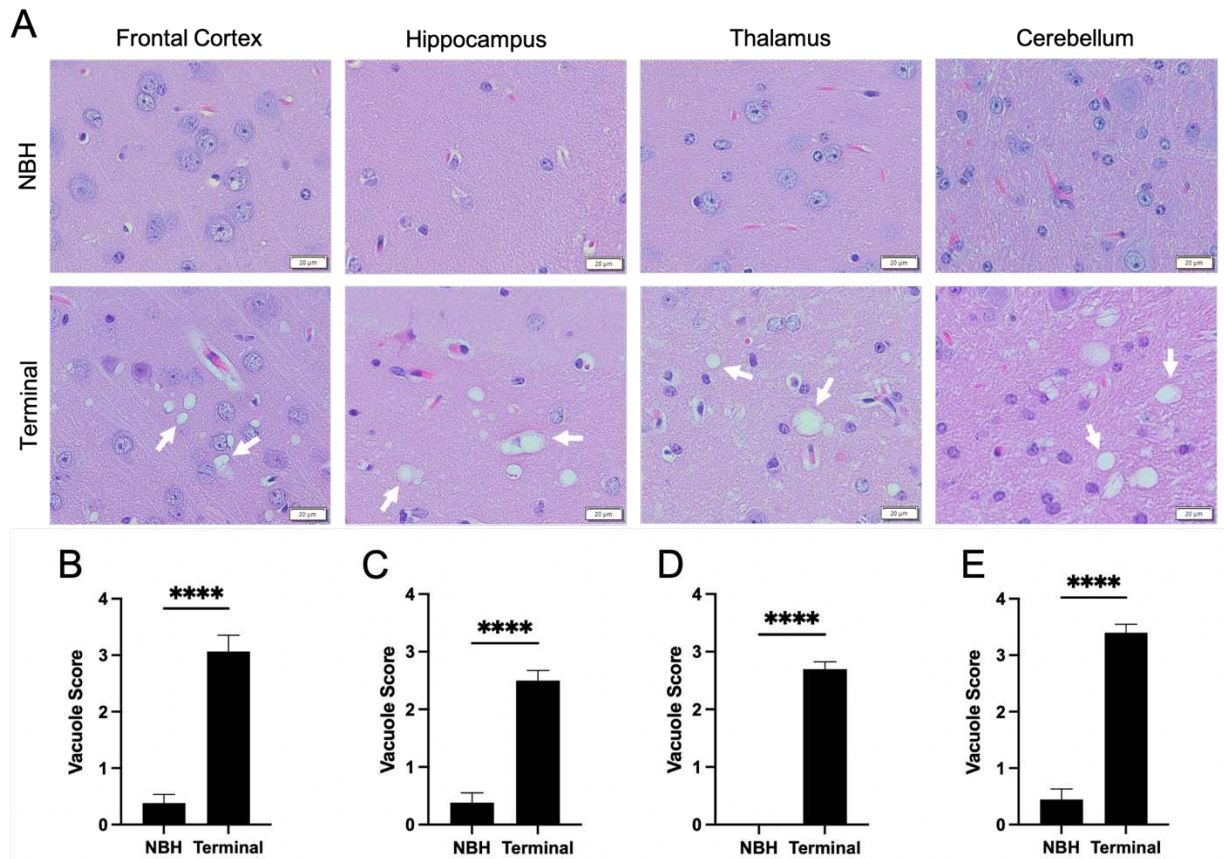 A
Frontal Cortex
Hippocampus
Thalamus
Cerebellum
NBH
20 µm
20 µm
20 µm
20 µm
Terminal
20 µm
20 µm
20 µm
20 µm
B
****
Vacuole Score
4
3
2
1
0
NBH Terminal
C
****
Vacuole Score
4
3
2
1
0
NBH Terminal
D
****
Vacuole Score
4
3
2
1
0
NBH Terminal
E
****
Vacuole Score
4
3
2
1
0
NBH Terminal